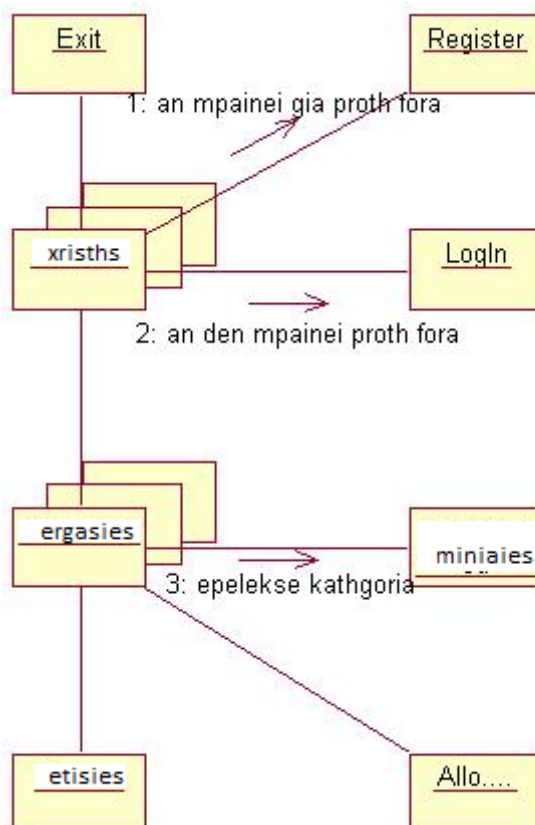 Exit
Register
1: an mpainei gia proth fora
xrisths
LogIn
2: an den mpainei proth fora
ergasies
miniaies
3: epelekse kathgoria
etisies
Allo....